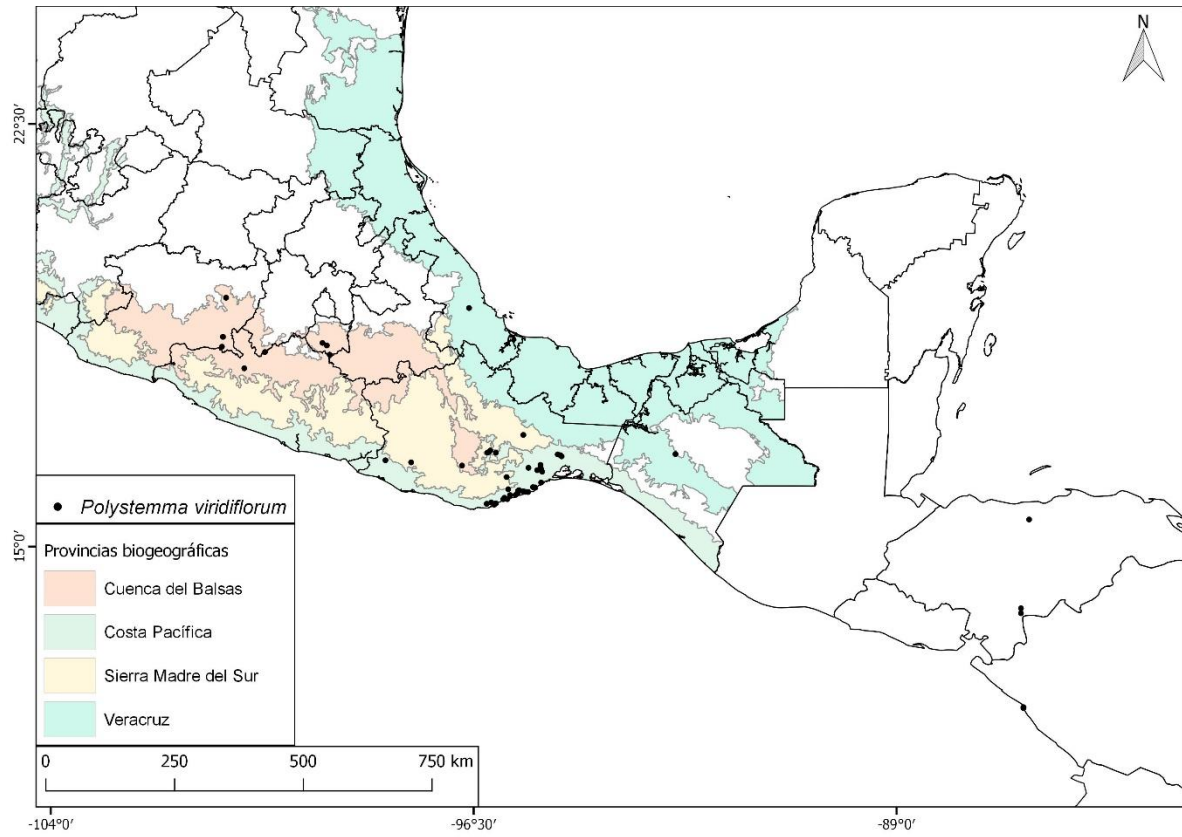 N
22°30'
15°0'
Polystemma viridiflorum
Provincias biogeográficas
Cuenca del Balsas
Costa Pacífica
Sierra Madre del Sur
Veracruz
0 250 500 750 km
-104°0' -96°30' -89°0'